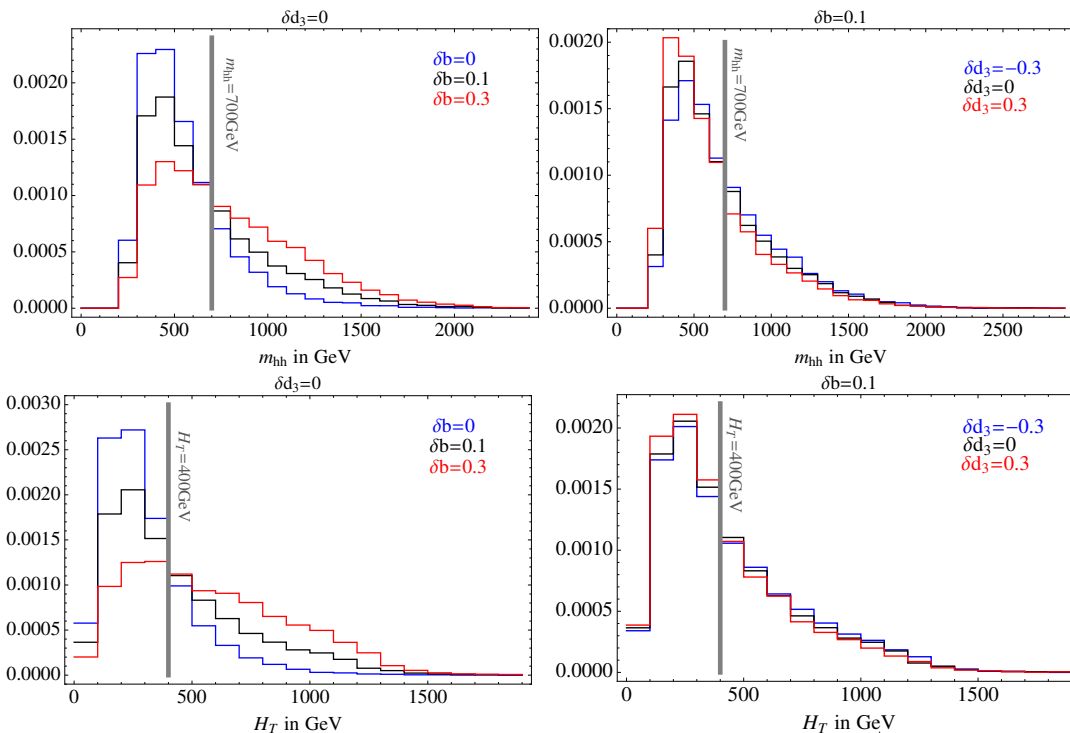 δd₃=0
δb=0
δb=0.1
δb=0.3
m_hh=700GeV
0.0020
0.0015
0.0010
0.0005
0.0000
0 500 1000 1500 2000
m_hh in GeV
δb=0.1
δd₃=−0.3
δd₃=0
δd₃=0.3
m_hh=700GeV
0.0020
0.0015
0.0010
0.0005
0.0000
0 500 1000 1500 2000 2500
m_hh in GeV
δd₃=0
δb=0
δb=0.1
δb=0.3
H_T=400GeV
0.0030
0.0025
0.0020
0.0015
0.0010
0.0005
0.0000
0 500 1000 1500
H_T in GeV
δb=0.1
δd₃=−0.3
δd₃=0
δd₃=0.3
H_T=400GeV
0.0020
0.0015
0.0010
0.0005
0.0000
0 500 1000 1500
H_T in GeV